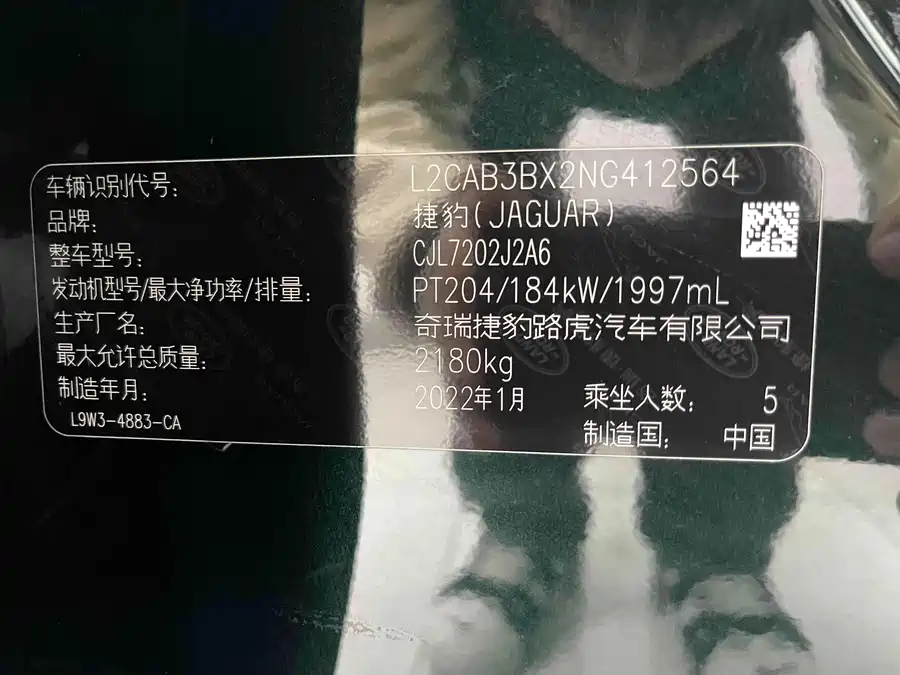 车辆识别代号: L2CAB3BX2NG412564
品牌: 捷豹(JAGUAR)
整车型号: CJL7202J2A6
发动机型号/最大净功率/排量: PT204/184kW/1997mL
生产厂名: 奇瑞捷豹路虎汽车有限公司
最大允许总质量: 2180kg
制造年月: 2022年1月 乘坐人数: 5
L9W3-4883-CA 制造国: 中国